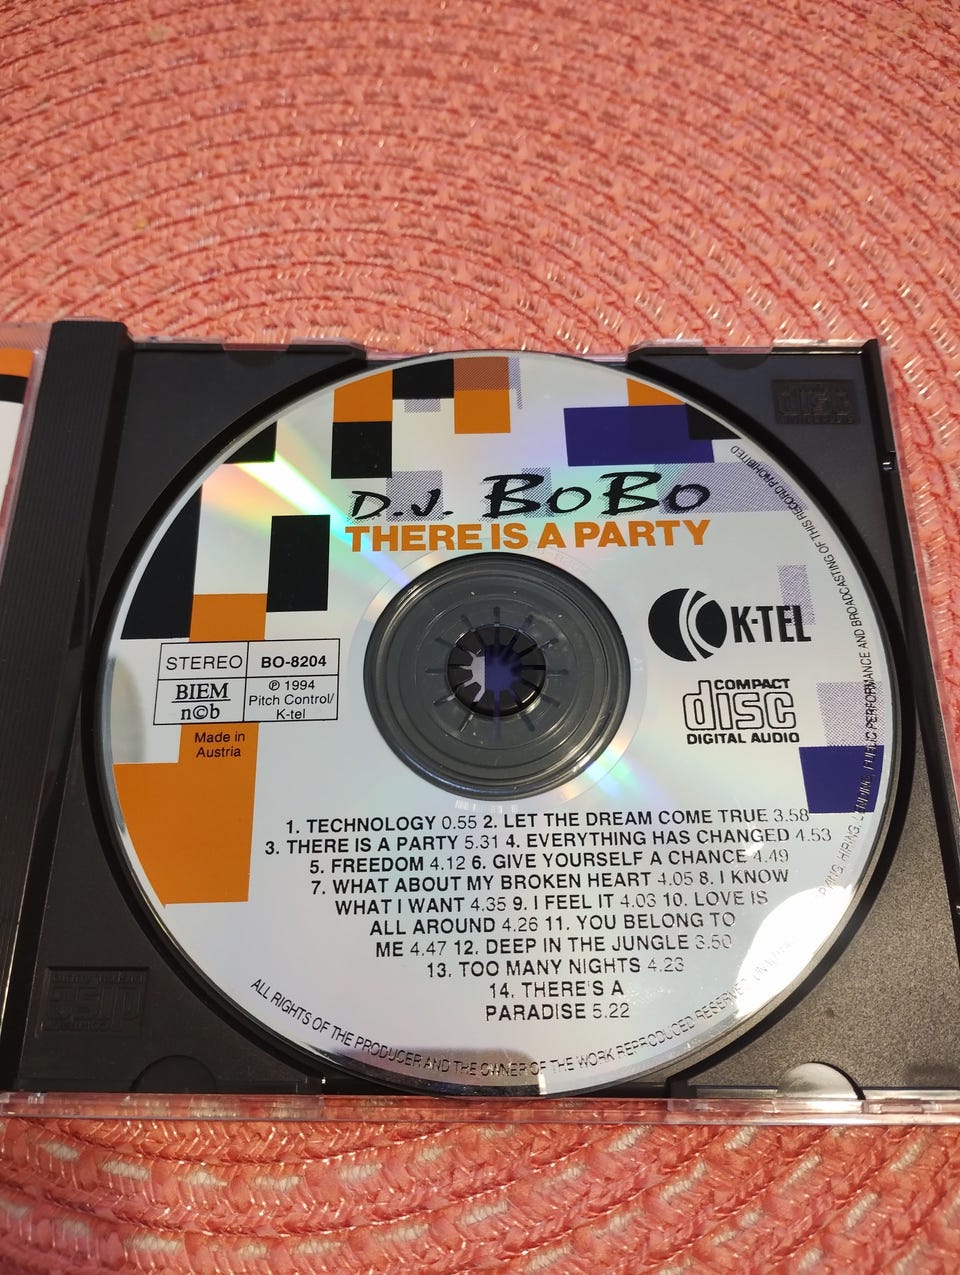 D.J. BoBo
THERE IS A PARTY
K-TEL
STEREO
BO-8204
BIEM
n©b
℗ 1994
Pitch Control/
K-tel
Made in
Austria
COMPACT
disc
DIGITAL AUDIO
1. TECHNOLOGY 0.55 2. LET THE DREAM COME TRUE 3.58
3. THERE IS A PARTY 5.31 4. EVERYTHING HAS CHANGED 4.53
5. FREEDOM 4.12 6. GIVE YOURSELF A CHANCE 4.49
7. WHAT ABOUT MY BROKEN HEART 4.05 8. I KNOW
WHAT I WANT 4.35 9. I FEEL IT 4.03 10. LOVE IS
ALL AROUND 4.26 11. YOU BELONG TO
ME 4.47 12. DEEP IN THE JUNGLE 3.50
13. TOO MANY NIGHTS 4.23
14. THERE'S A
PARADISE 5.22
ALL RIGHTS OF THE PRODUCER AND THE OWNER OF THE WORK REPRODUCED HIRING, LENDING, PUBLIC PERFORMANCE AND BROADCASTING OF THIS RECORD PROHIBITED